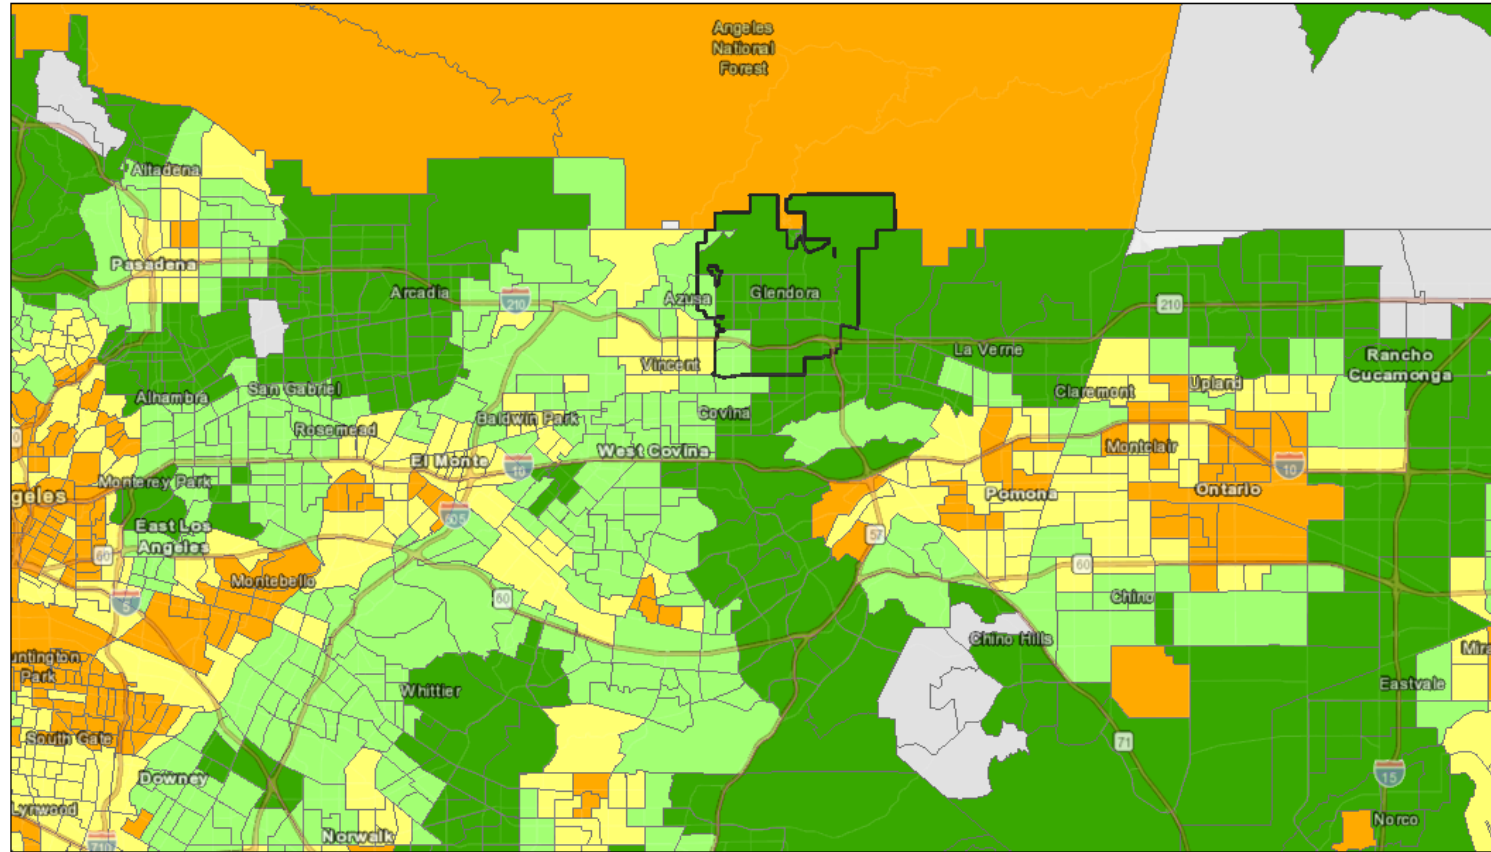 Angeles
National
Forest
Altadena
Pasadena
Arcadia
210
Azusa
Glendora
210
La Verne
Rancho
Cucamonga
Vincent
San Gabriel
Alhambra
Claremont
Upland
Covina
Baldwin Park
Rosemead
West Covina
El Monte
10
Montclair
10
0
Monterey Park
geles
Pomona
Ontario
East Los
Angeles
605
57
60
60
Montebello
5
60
Chino
Chino Hills
untington
Park
Mira
Whittier
Eastvale
South Gate
71
Downey
15
Lynwood
Norwalk
710
Norco